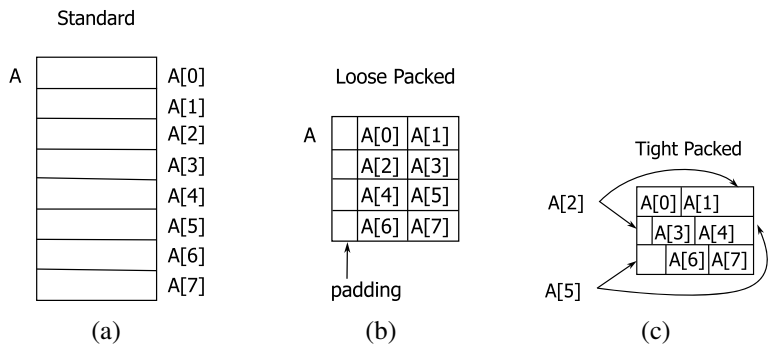 Standard
A
A[0]
A[1]
A[2]
A[3]
A[4]
A[5]
A[6]
A[7]
(a)
Loose Packed
A
A[0] A[1]
A[2] A[3]
A[4] A[5]
A[6] A[7]
padding
(b)
Tight Packed
A[2]
A[0] A[1]
A[3] A[4]
A[6] A[7]
A[5]
(c)